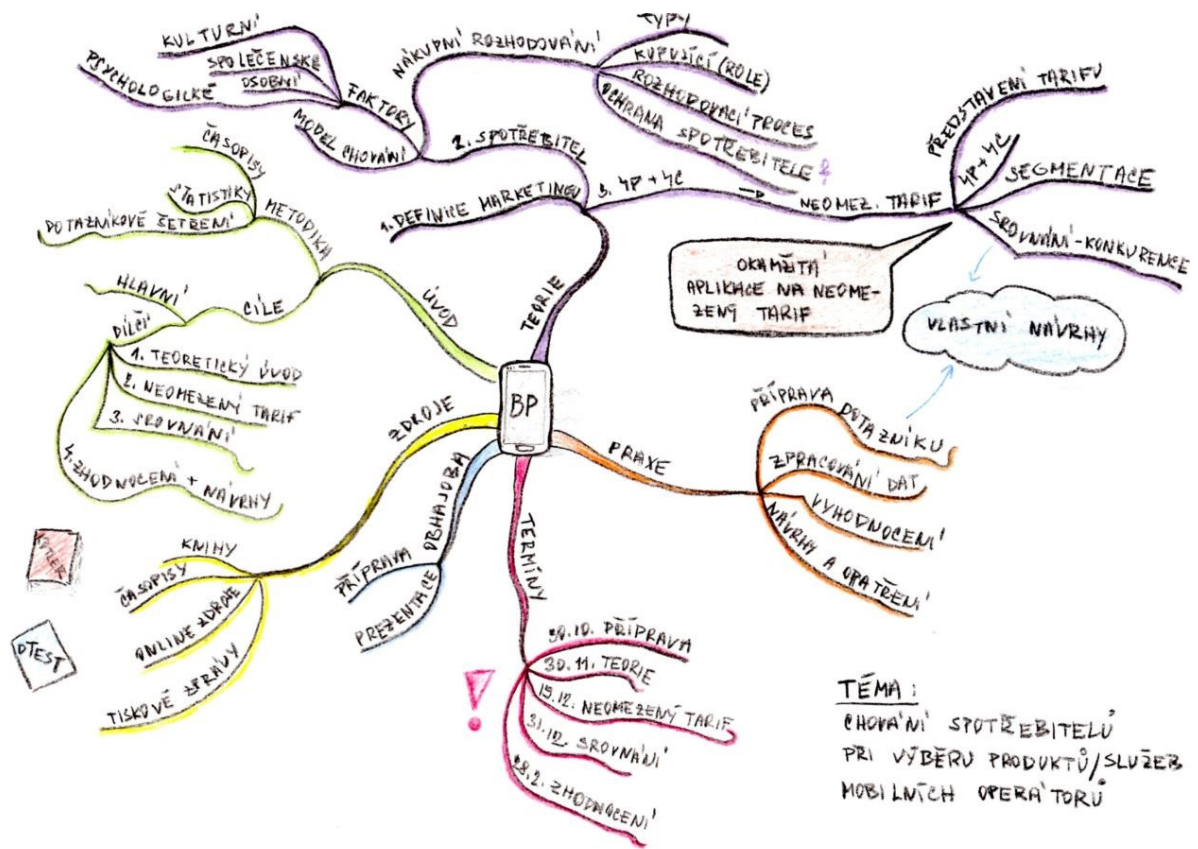 BP
TEORIE
1. DEFINICE MARKETINGU
2. SPOTŘEBITEL
MODEL CHOVÁNÍ
FAKTORY
KULTURNÍ
SPOLEČENSKÉ
OSOBNÍ
PSYCHOLOGICKÉ
NÁKUPNÍ ROZHODOVÁNÍ
TYPY
KUPUJÍCÍ (ROLE)
ROZHODOVACÍ PROCES
OCHRANA SPOTŘEBITELE ?
3. 4P + 4C → NEOMEZ. TARIF
PŘEDSTAVENÍ TARIFU
4P + 4C
SEGMENTACE
SROVNÁNÍ - KONKURENCE
OKAMŽITÁ
APLIKACE NA NEOME-
ZENÝ TARIF
VLASTNÍ NÁVRHY
PRAXE
PŘÍPRAVA DOTAZNÍKU
ZPRACOVÁNÍ DAT
VYHODNOCENÍ
NÁVRHY A OPATŘENÍ
TERMÍNY
30.10. PŘÍPRAVA
30.11. TEORIE
15.12. NEOMEZENÝ TARIF
31.12. SROVNÁNÍ
28.2. ZHODNOCENÍ
!
OBHAJOBA
PŘÍPRAVA
PREZENTACE
ZDROJE
KNIHY
ČASOPISY
ONLINE ZDROJE
TISKOVÉ ZPRÁVY
KOTLER
DTEST
ÚVOD
METODIKA
ČASOPISY
STATISTIKY
DOTAZNÍKOVÉ ŠETŘENÍ
CÍLE
HLAVNÍ
DÍLČÍ
1. TEORETICKÝ ÚVOD
2. NEOMEZENÝ TARIF
3. SROVNÁNÍ
4. ZHODNOCENÍ + NÁVRHY
TÉMA:
CHOVÁNÍ SPOTŘEBITELŮ
PŘI VÝBĚRU PRODUKTŮ/SLUŽEB
MOBILNÍCH OPERÁTORŮ